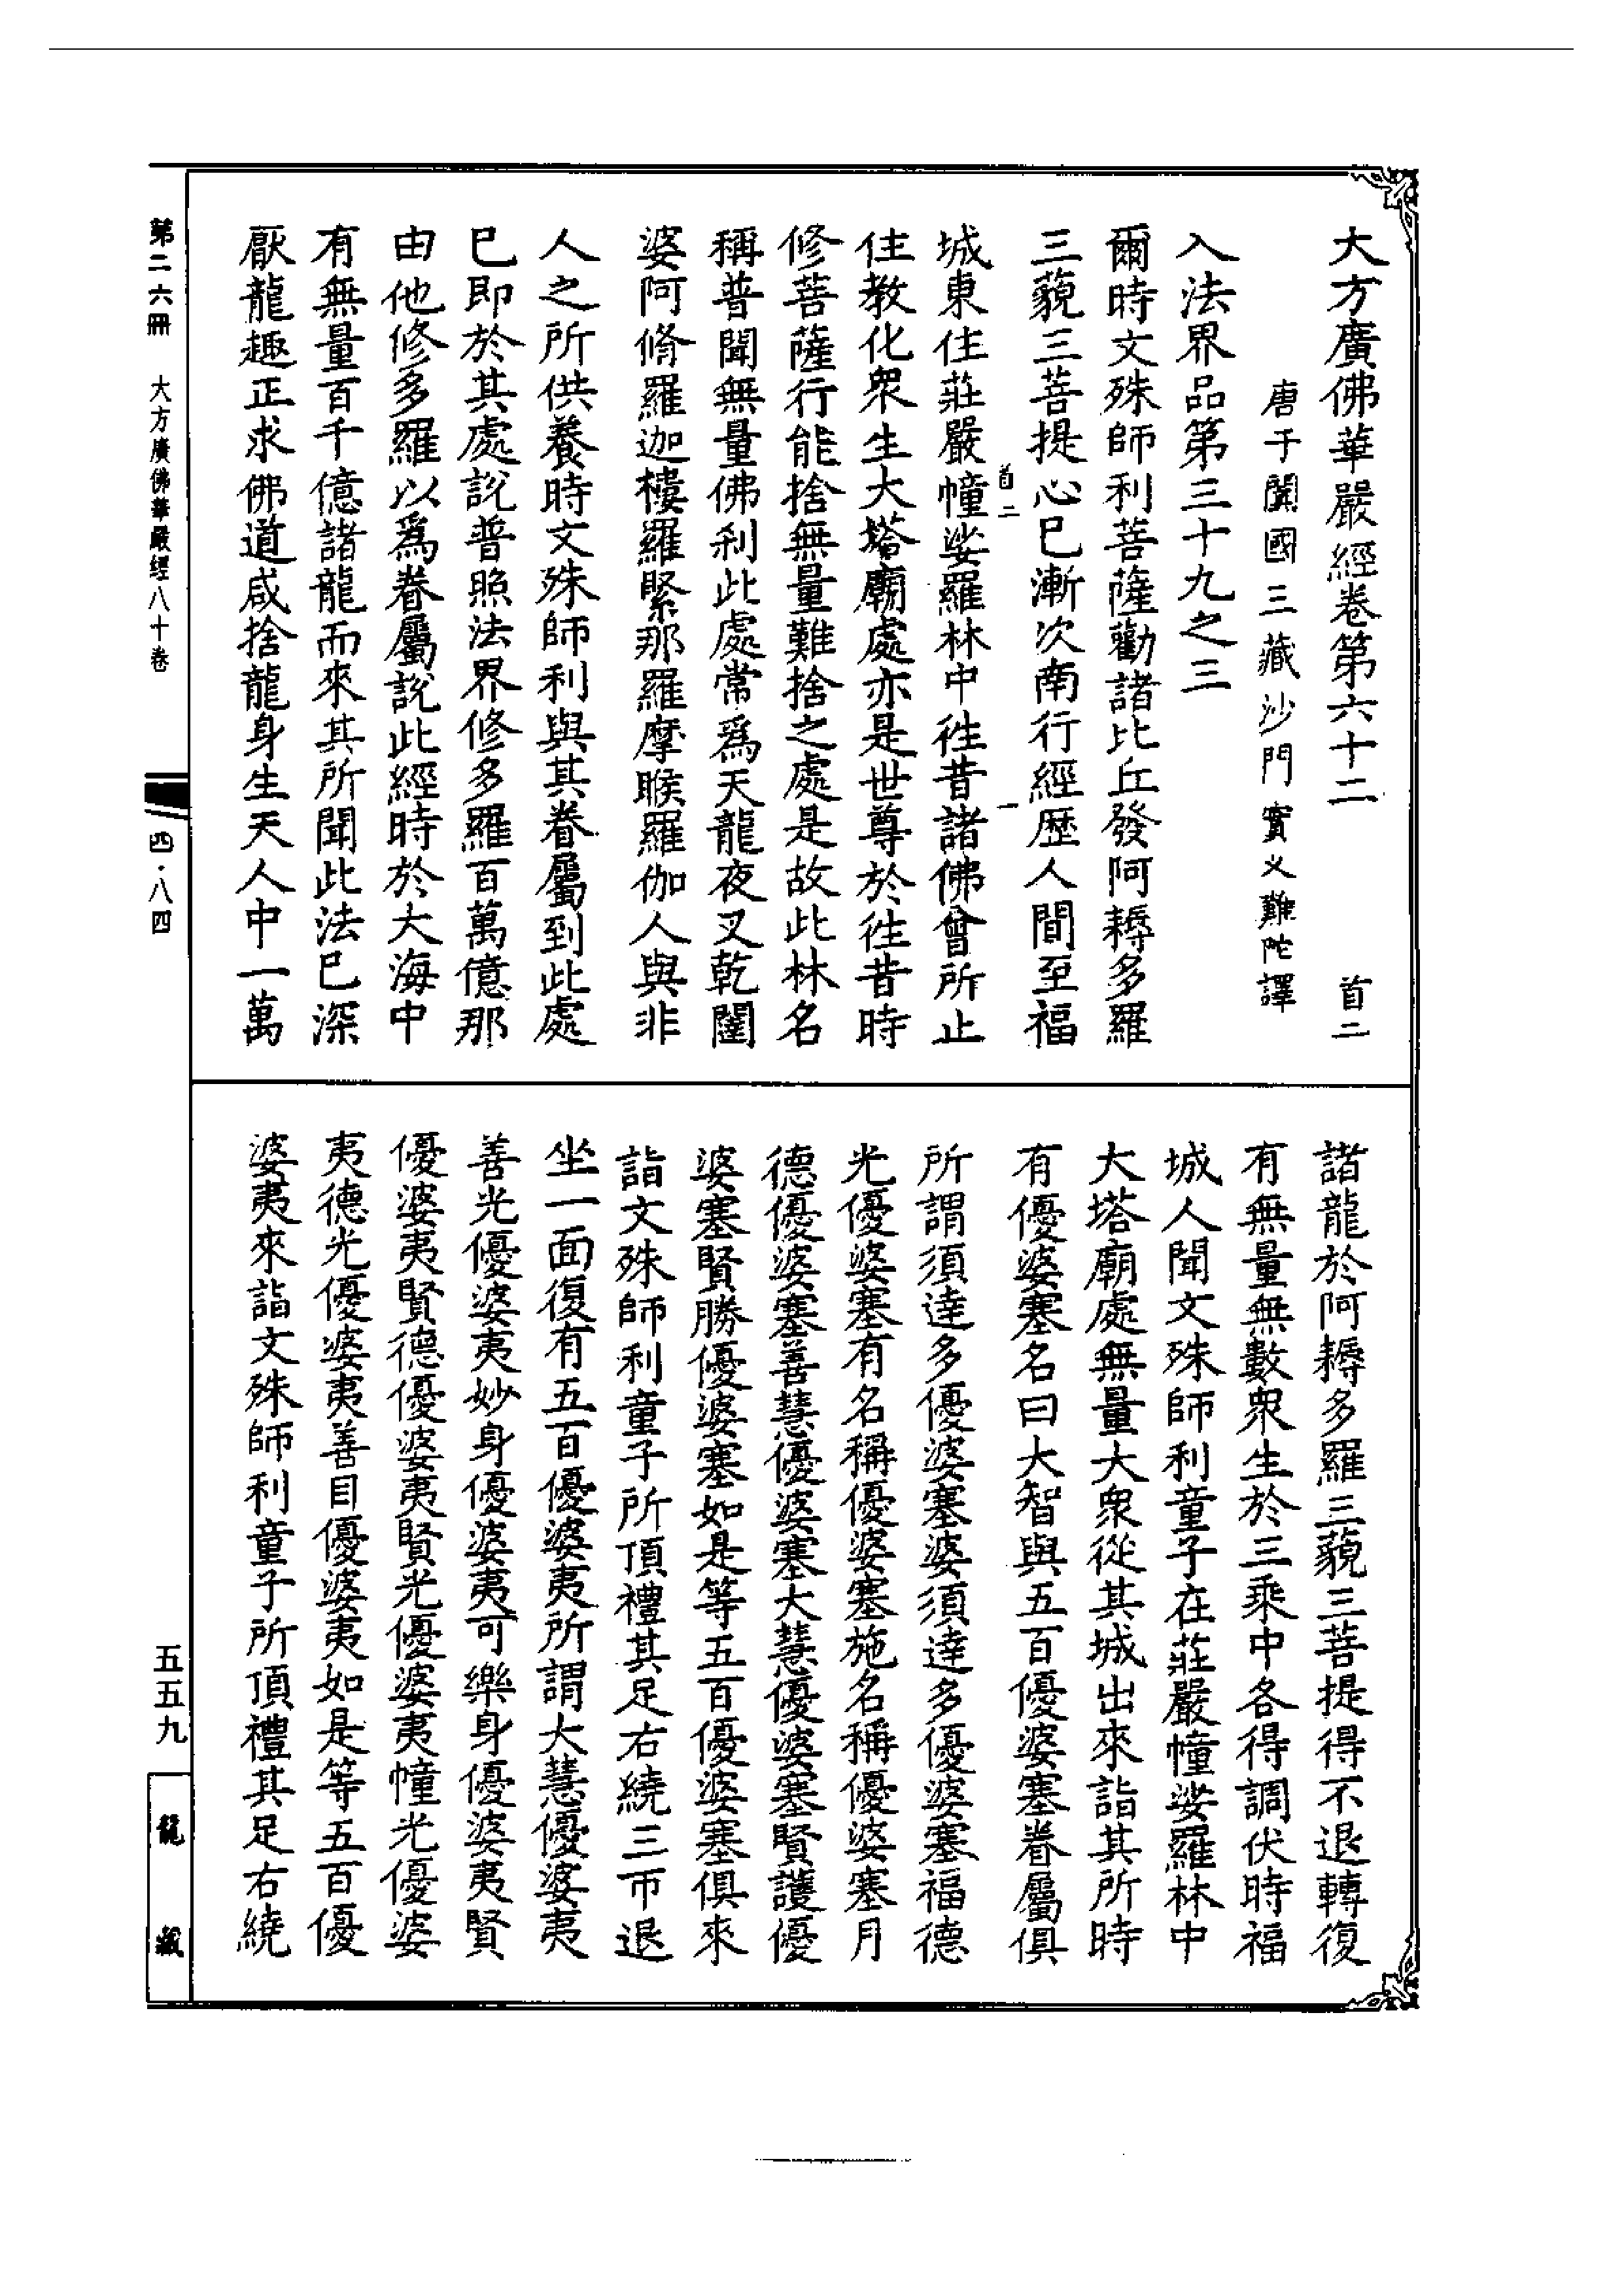 大方廣佛華嚴經卷第六十二　首二
唐于闐國三藏沙門實叉難陀譯
入法界品第三十九之三
爾時文殊師利菩薩勸諸比丘發阿耨多羅
三藐三菩提心已漸次南行經歷人間至福
首二　一
城東住莊嚴幢娑羅林中徃昔諸佛曾所止
住教化衆生大塔廟處亦是世尊於徃昔時
修菩薩行能捨無量難捨之處是故此林名
稱普聞無量佛刹此處常爲天龍夜叉乾闥
婆阿脩羅迦樓羅緊那羅摩睺羅伽人與非
人之所供養時文殊師利與其眷屬到此處
已即於其處說普照法界修多羅百萬億那
由他修多羅以爲眷屬說此經時於大海中
有無量百千億諸龍而來其所聞此法已深
厭龍趣正求佛道咸捨龍身生天人中一萬
諸龍於阿耨多羅三藐三菩提得不退轉復
有無量無數衆生於三乘中各得調伏時福
城人聞文殊師利童子在莊嚴幢娑羅林中
大塔廟處無量大衆從其城出來詣其所時
有優婆塞名曰大智與五百優婆塞眷屬俱
所謂須達多優婆塞婆須達多優婆塞福德
光優婆塞有名稱優婆塞施名稱優婆塞月
德優婆塞善慧優婆塞大慧優婆塞賢護優
婆塞賢勝優婆塞如是等五百優婆塞俱來
詣文殊師利童子所頂禮其足右繞三帀退
坐一面復有五百優婆夷所謂大慧優婆夷
善光優婆夷妙身優婆夷可樂身優婆夷賢
優婆夷賢德優婆夷賢光優婆夷幢光優婆
夷德光優婆夷善目優婆夷如是等五百優
婆夷來詣文殊師利童子所頂禮其足右繞
第二六冊　大方廣佛華嚴經八十卷
四·八四
五五九
龍藏